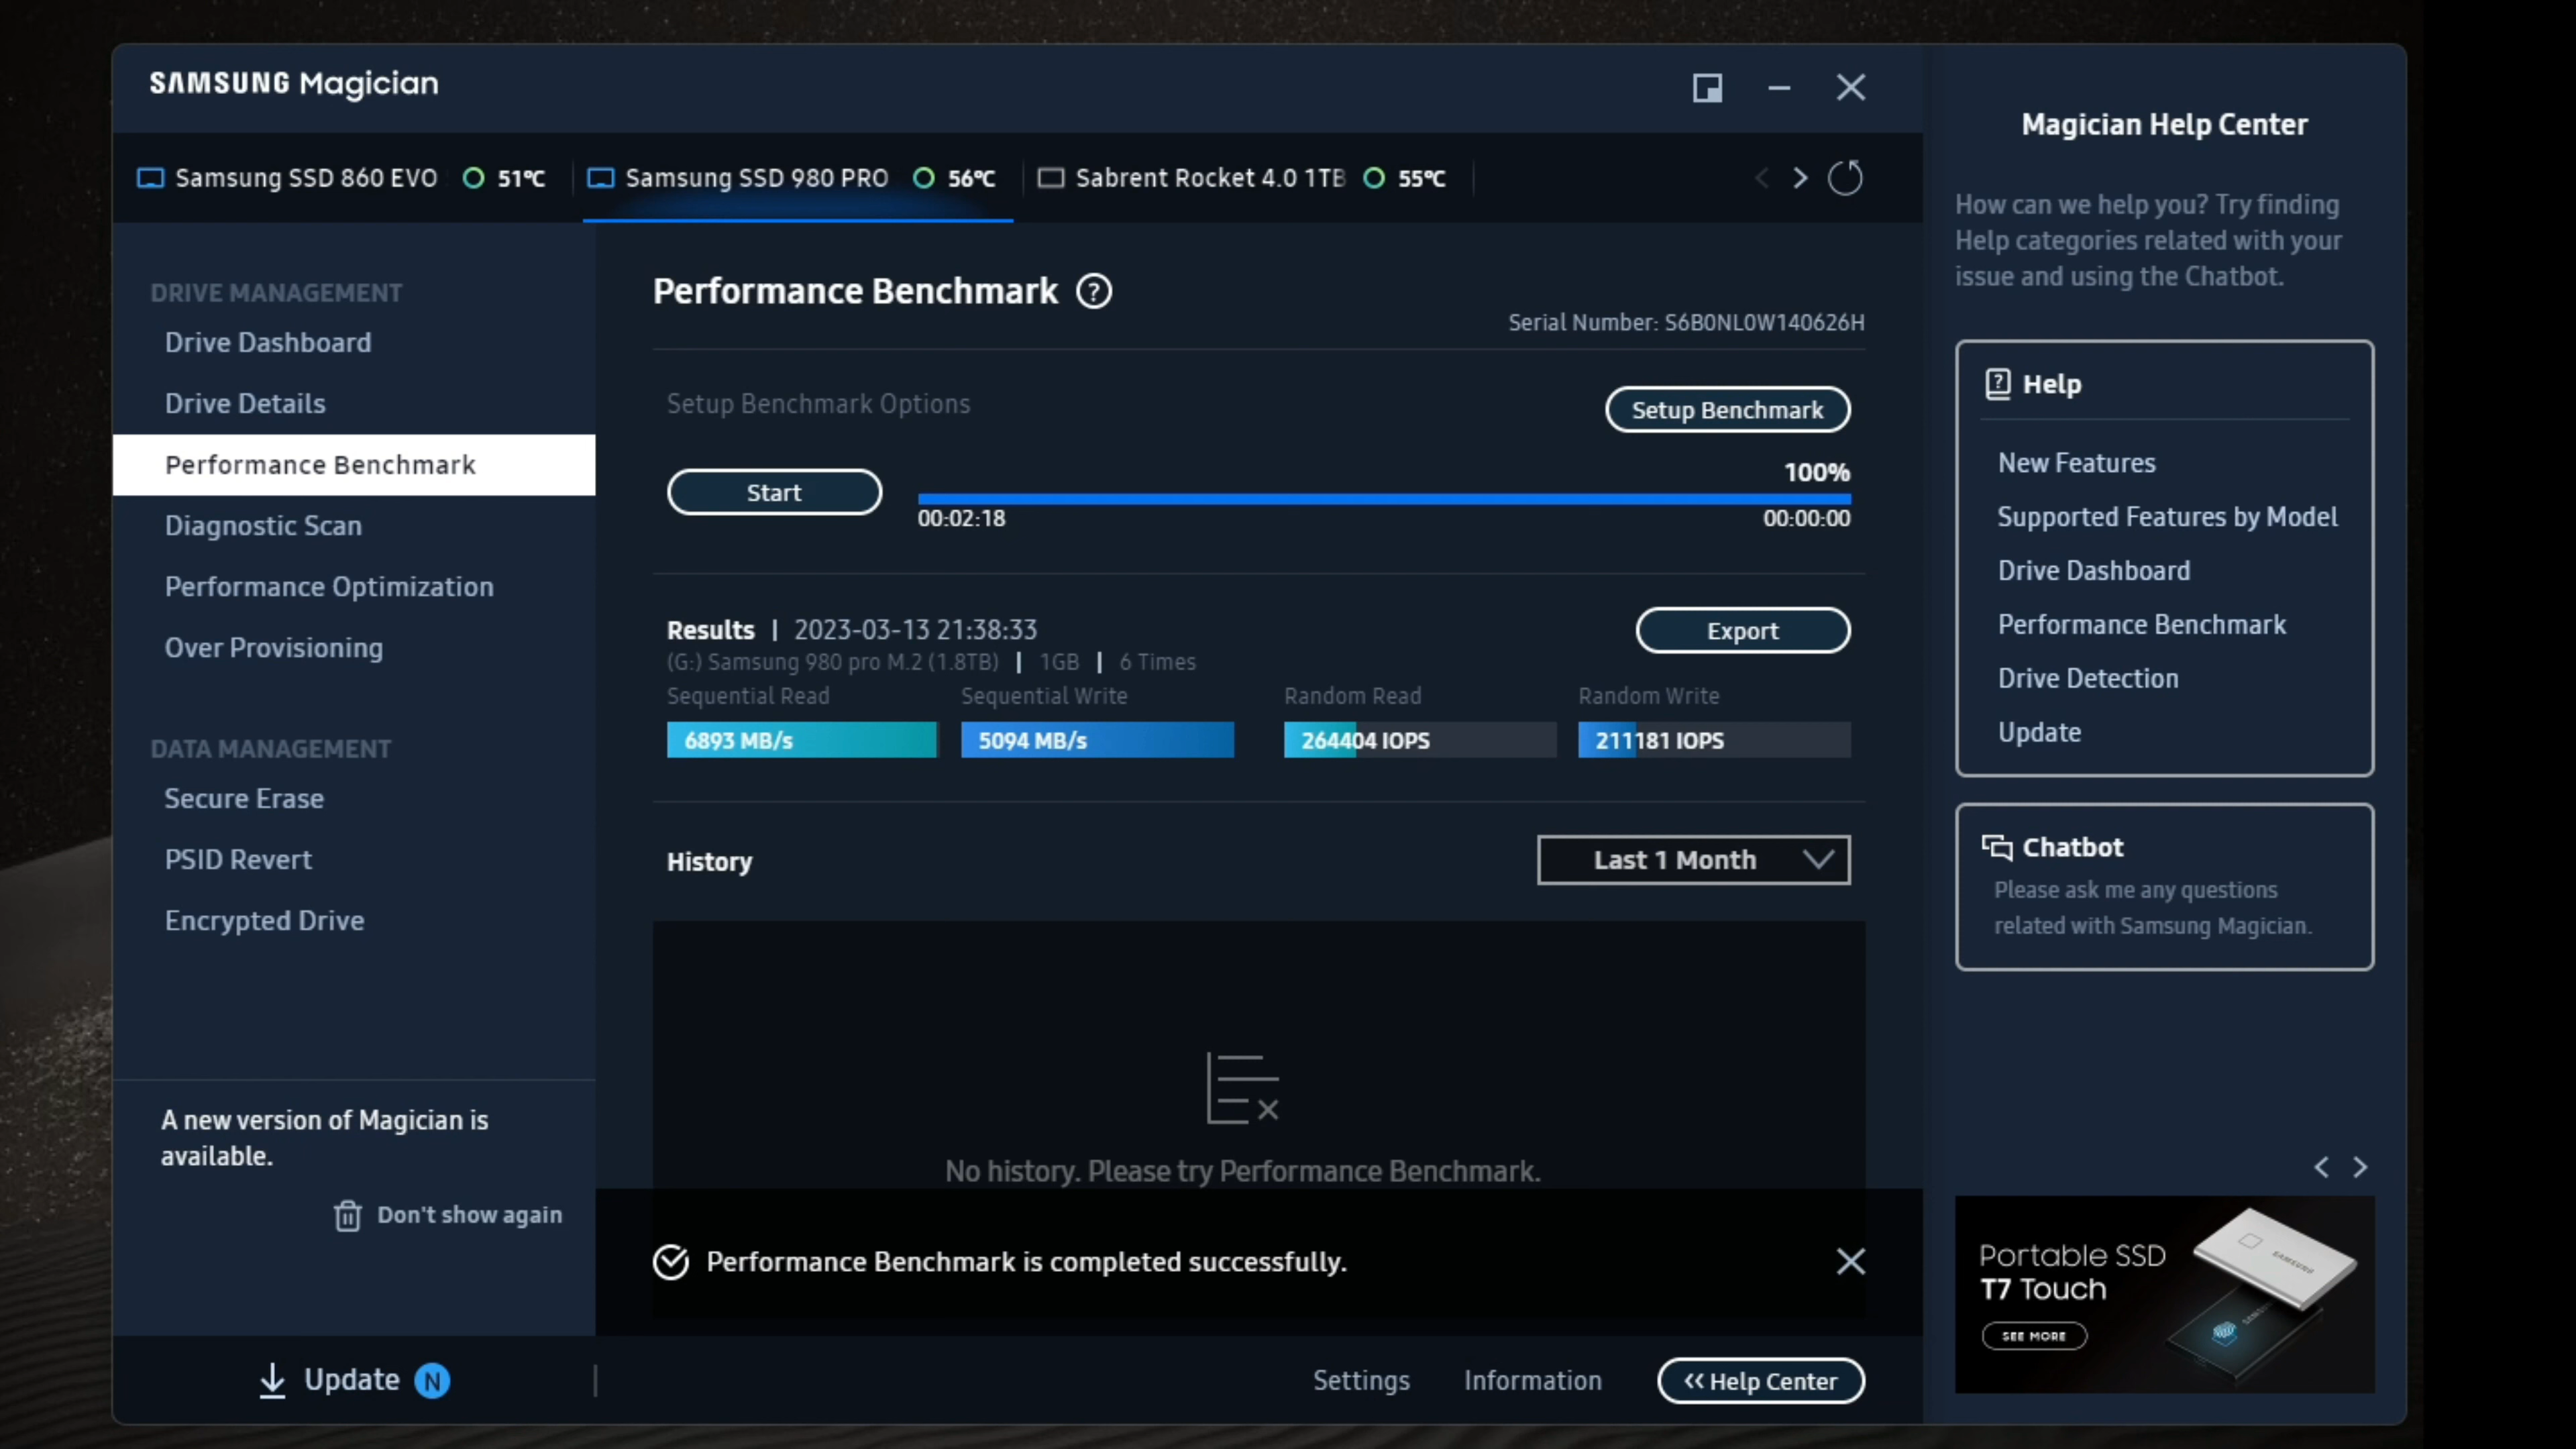 SAMSUNG Magician
Samsung SSD 860 EVO 51°C
Samsung SSD 980 PRO 56°C
Sabrent Rocket 4.0 1TB 55°C
DRIVE MANAGEMENT
Drive Dashboard
Drive Details
Performance Benchmark
Diagnostic Scan
Performance Optimization
Over Provisioning
DATA MANAGEMENT
Secure Erase
PSID Revert
Encrypted Drive
A new version of Magician is
available.
Don't show again
Update N
Performance Benchmark ?
Serial Number: S6B0NL0W140626H
Setup Benchmark Options
Setup Benchmark
Start
100%
00:02:18
00:00:00
Results | 2023-03-13 21:38:33
Export
(G:) Samsung 980 pro M.2 (1.8TB) | 1GB | 6 Times
Sequential Read
Sequential Write
Random Read
Random Write
6893 MB/s
5094 MB/s
264404 IOPS
211181 IOPS
History
Last 1 Month
No history. Please try Performance Benchmark.
Performance Benchmark is completed successfully.
Settings
Information
Help Center
Magician Help Center
How can we help you? Try finding
Help categories related with your
issue and using the Chatbot.
? Help
New Features
Supported Features by Model
Drive Dashboard
Performance Benchmark
Drive Detection
Update
Chatbot
Please ask me any questions
related with Samsung Magician.
Portable SSD
T7 Touch
SEE MORE
SAMSUNG